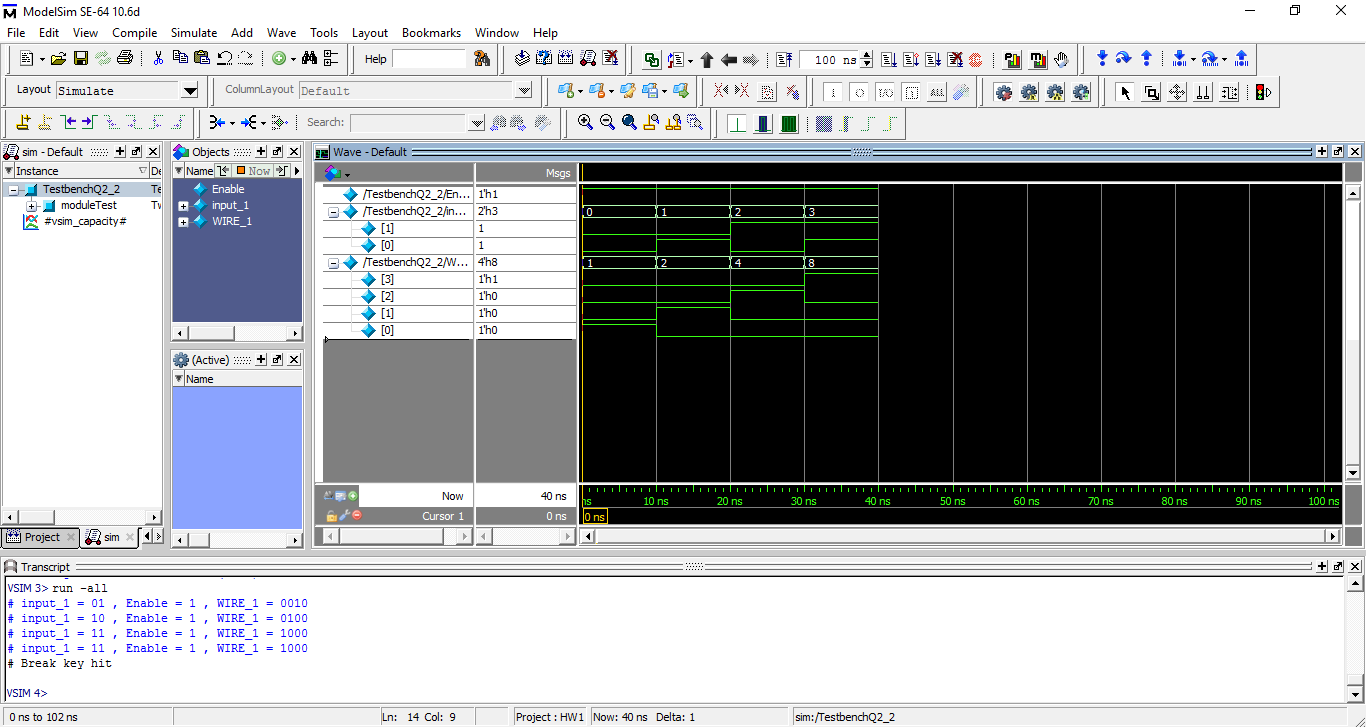 ModelSim SE-64 10.6d
File Edit View Compile Simulate Add Wave Tools Layout Bookmarks Window Help
Help
100 ns
Layout Simulate
ColumnLayout Default
ALL
Search:
sim - Default
Instance
De
TestbenchQ2_2
Te
moduleTest
#vsim_capacity#
Project
sim
Objects
Name
Now
Enable
input_1
WIRE_1
(Active)
Name
Wave - Default
Msgs
/TestbenchQ2_2/En... 1'h1
/TestbenchQ2_2/in... 2'h3 0 1 2 3
[1] 1
[0] 1
/TestbenchQ2_2/W... 4'h8 1 2 4 8
[3] 1'h1
[2] 1'h0
[1] 1'h0
[0] 1'h0
Now 40 ns
ns 10 ns 20 ns 30 ns 40 ns 50 ns 60 ns 70 ns 80 ns 90 ns 100 ns
Cursor 1 0 ns 0 ns
Transcript
VSIM 3> run -all
# input_1 = 01 , Enable = 1 , WIRE_1 = 0010
# input_1 = 10 , Enable = 1 , WIRE_1 = 0100
# input_1 = 11 , Enable = 1 , WIRE_1 = 1000
# input_1 = 11 , Enable = 1 , WIRE_1 = 1000
# Break key hit
VSIM 4>
0 ns to 102 ns
Ln: 14 Col: 9
Project : HW1
Now: 40 ns Delta: 1
sim:/TestbenchQ2_2